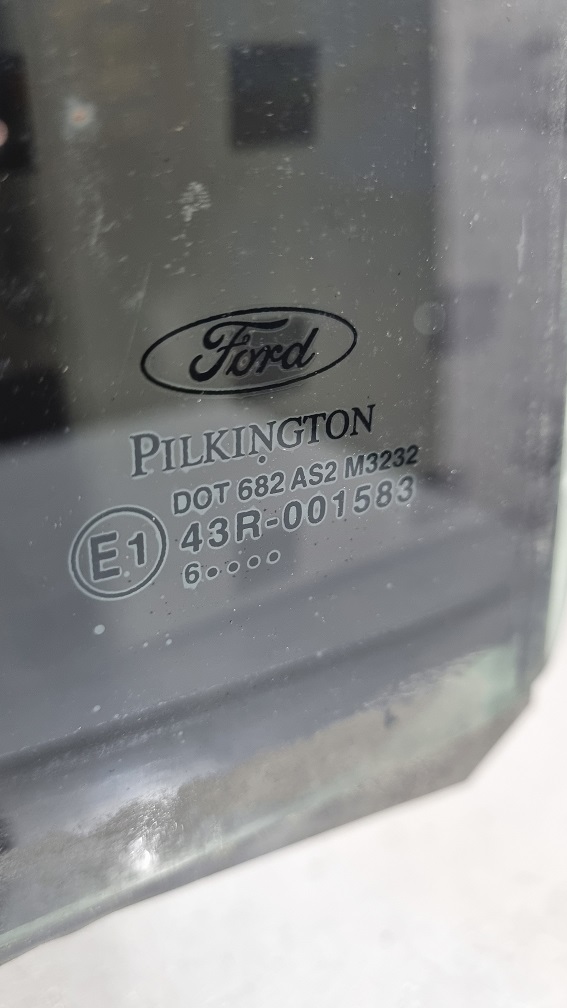 Ford
PILKINGTON
DOT 682 AS2 M3232
E1 43R-001583
6••••